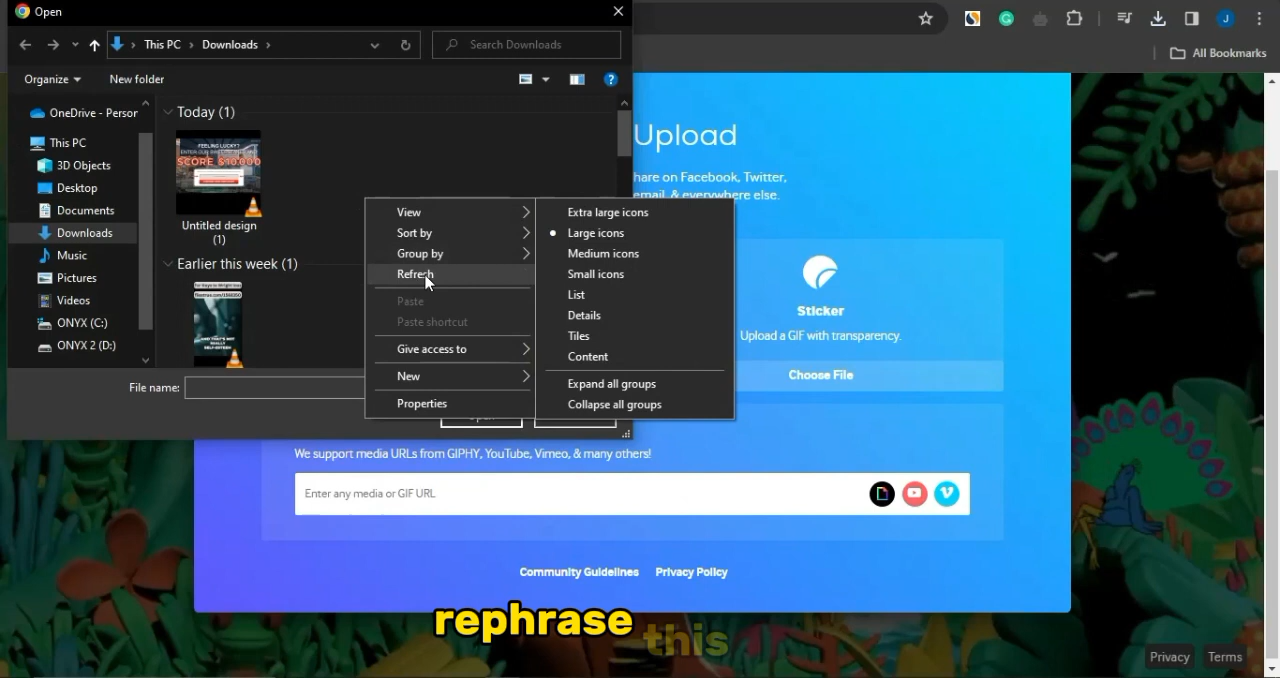 Open
This PC
Downloads
Search Downloads
All Bookmarks
Organize
New folder
OneDrive - Person
This PC
3D Objects
Desktop
Documents
Downloads
Music
Pictures
Videos
ONYX (C:)
ONYX 2 (D:)
Today (1)
FEELING LUCKY?
SCORE $10,000
Untitled design
(1)
Earlier this week (1)
File name:
View
Sort by
Group by
Refresh
Paste
Paste shortcut
Give access to
New
Properties
Extra large icons
Large icons
Medium icons
Small icons
List
Details
Tiles
Content
Expand all groups
Collapse all groups
Upload
hare on Facebook, Twitter,
email, & everywhere else.
Sticker
Upload a GIF with transparency.
Choose File
We support media URLs from GIPHY, YouTube, Vimeo, & many others!
Enter any media or GIF URL
Community Guidelines
Privacy Policy
rephrase this
Privacy
Terms